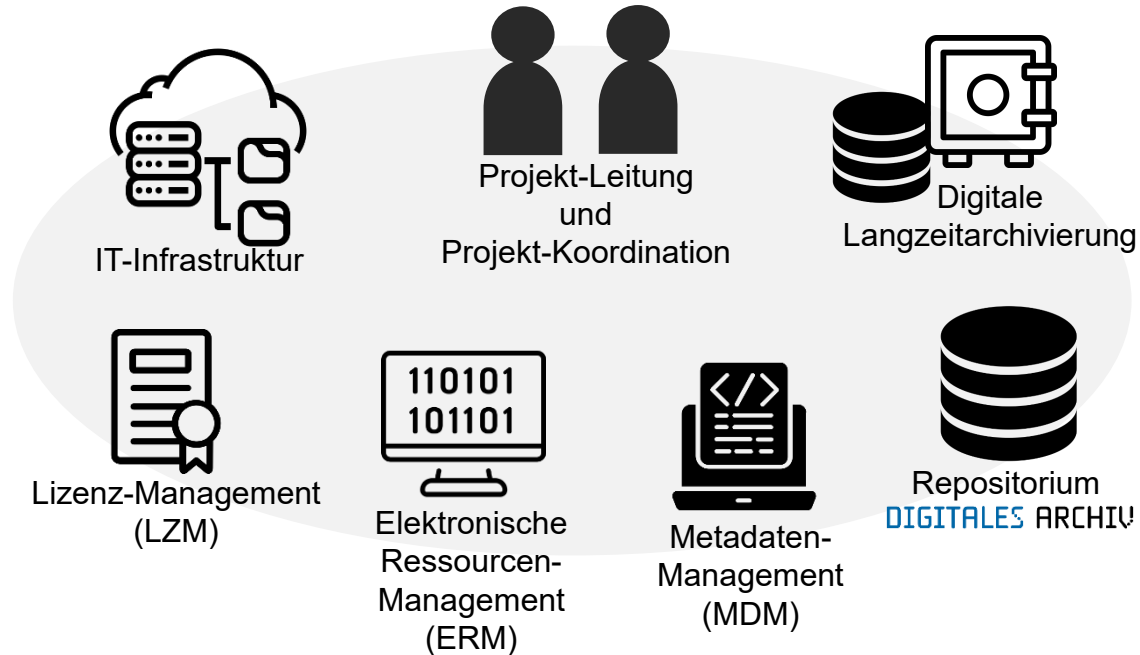 Projekt-Leitung
und
Projekt-Koordination
Digitale
Langzeitarchivierung
IT-Infrastruktur
110101
101101
Lizenz-Management
(LZM)
Elektronische
Ressourcen-
Management
(ERM)
</>
Metadaten-
Management
(MDM)
Repositorium
DIGITALES ARCHIV